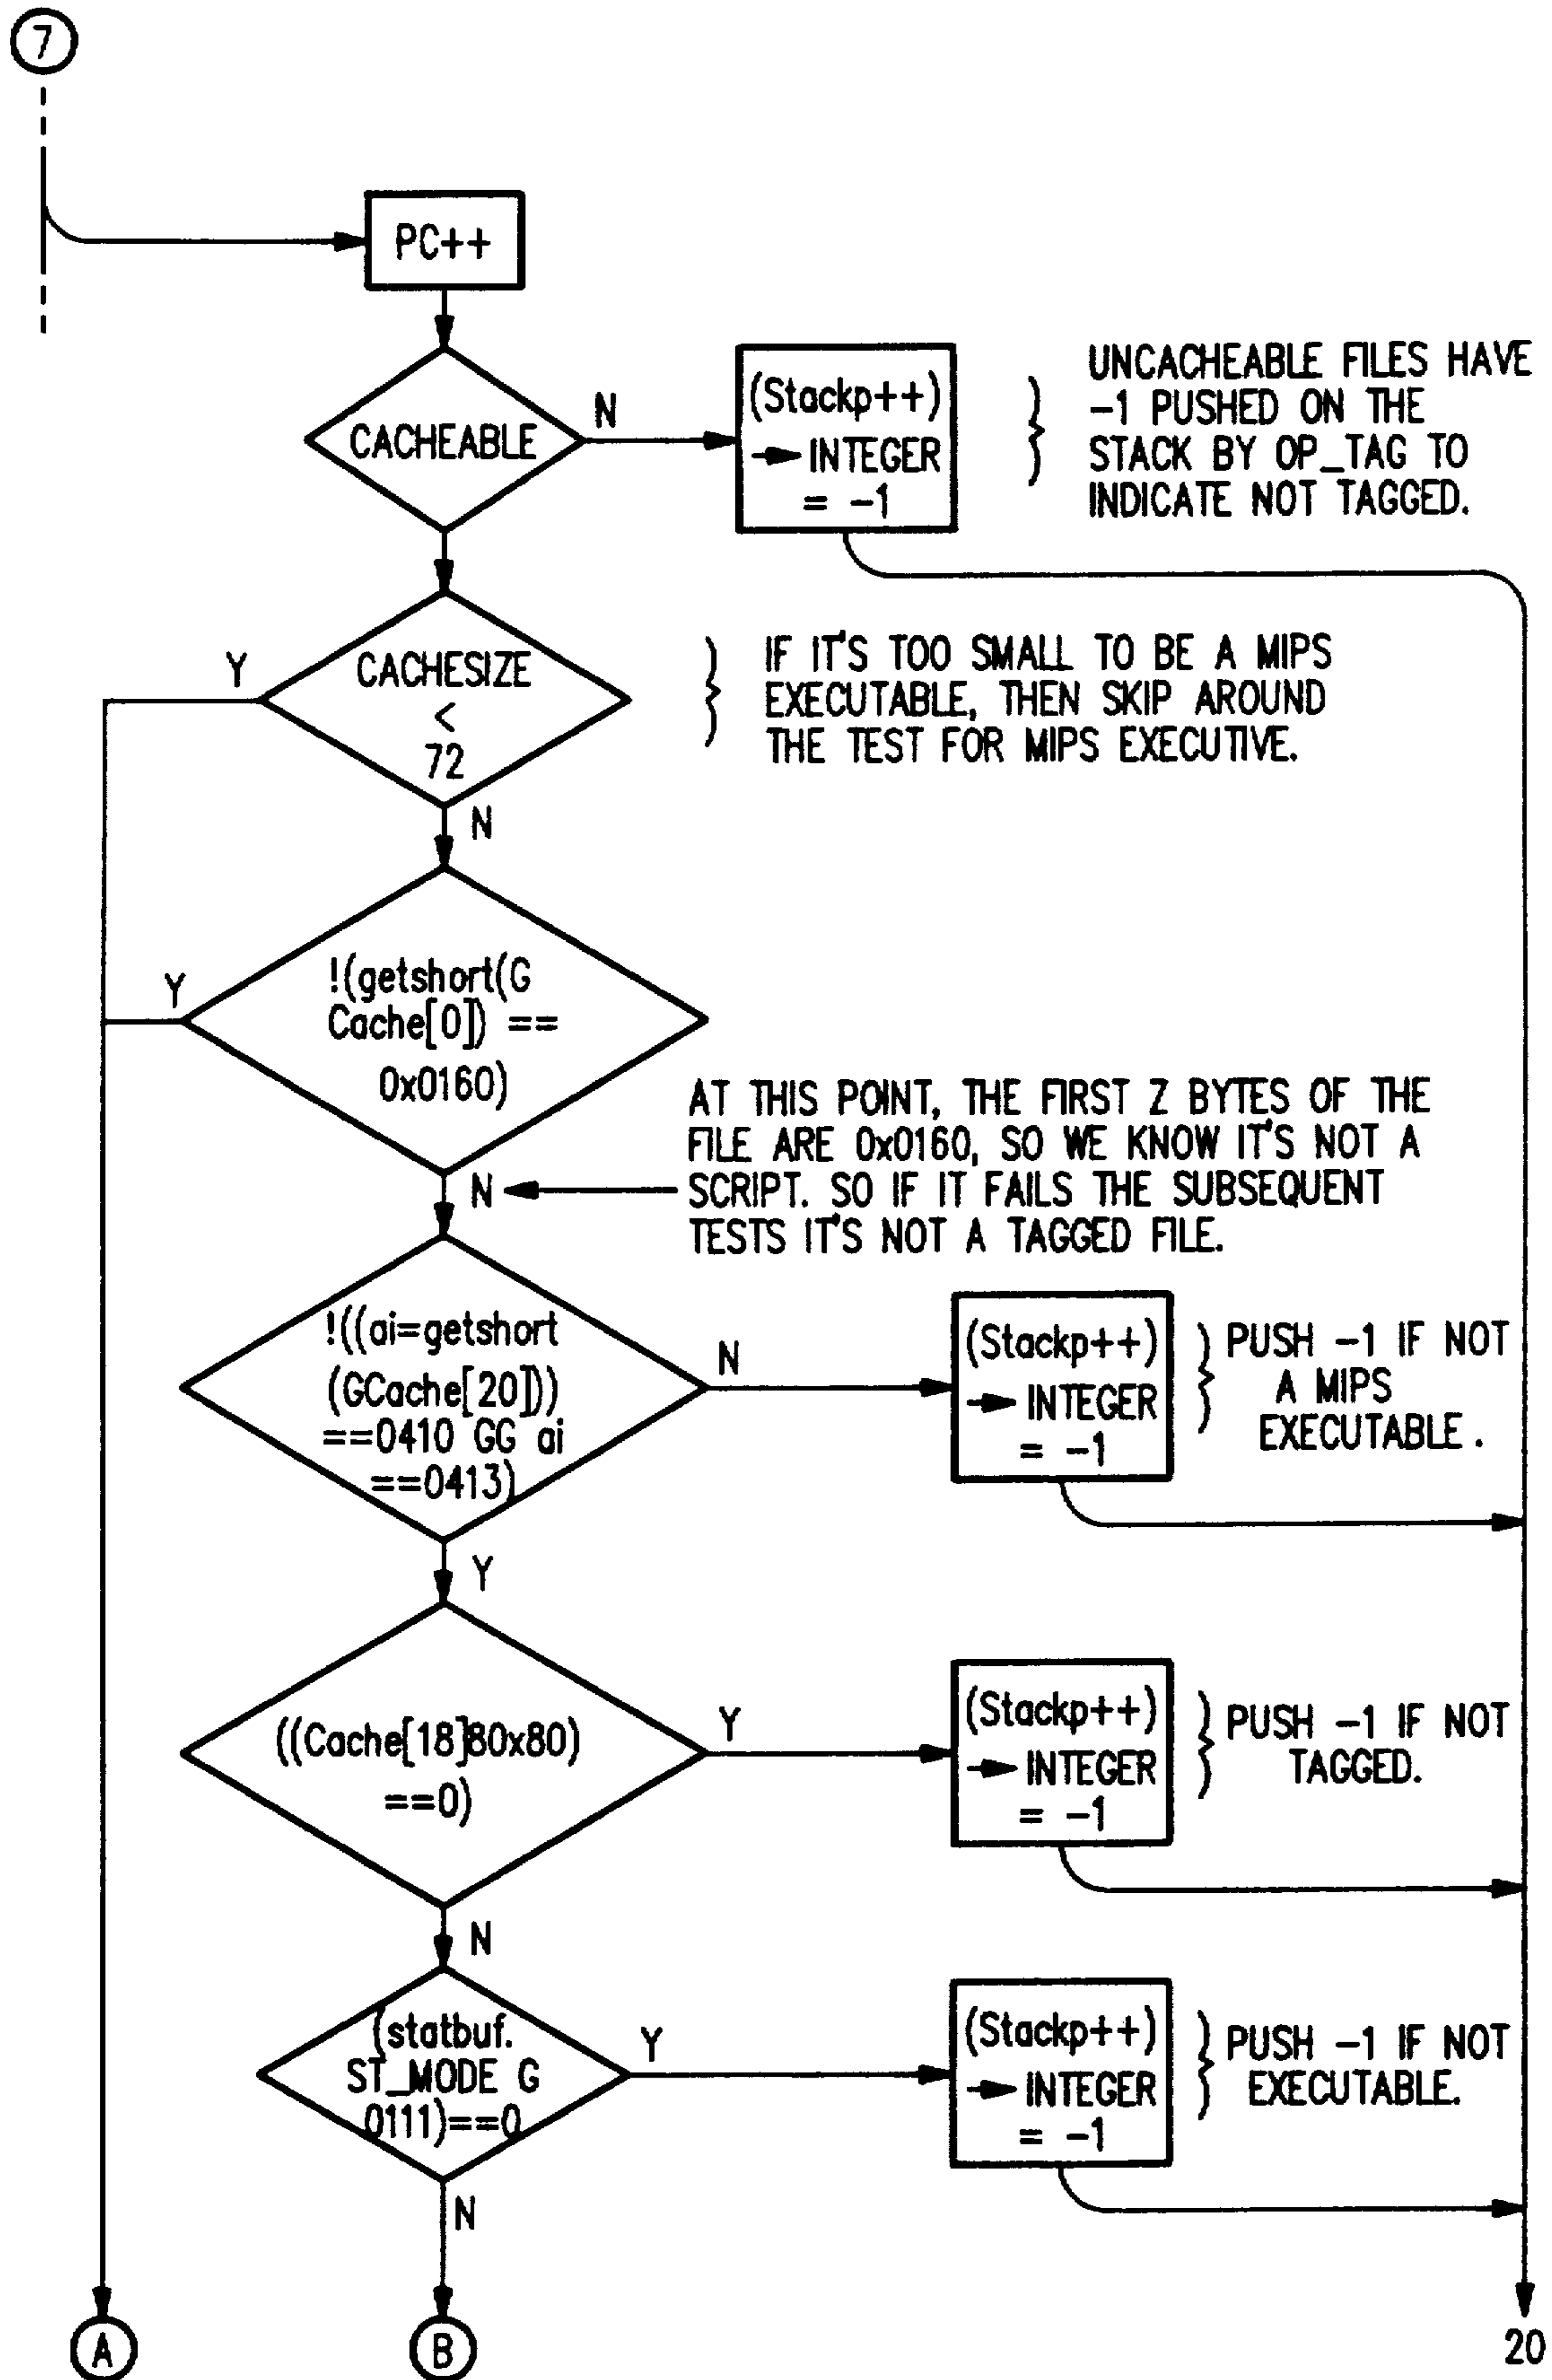 7
PC++
CACHEABLE
N
(Stackp++)
→ INTEGER
= -1
UNCACHEABLE FILES HAVE
-1 PUSHED ON THE
STACK BY OP_TAG TO
INDICATE NOT TAGGED.
Y
CACHESIZE
<
72
N
IF IT'S TOO SMALL TO BE A MIPS
EXECUTABLE, THEN SKIP AROUND
THE TEST FOR MIPS EXECUTIVE.
Y
!(getshort(G
Cache[0]) ==
0x0160)
N
AT THIS POINT, THE FIRST Z BYTES OF THE
FILE ARE 0x0160, SO WE KNOW IT'S NOT A
SCRIPT. SO IF IT FAILS THE SUBSEQUENT
TESTS IT'S NOT A TAGGED FILE.
!((ai=getshort
(GCache[20]))
==0410 GG ai
==0413)
N
(Stackp++)
→ INTEGER
= -1
PUSH -1 IF NOT
A MIPS
EXECUTABLE.
Y
((Cache[18]80x80)
==0)
Y
(Stackp++)
→ INTEGER
= -1
PUSH -1 IF NOT
TAGGED.
N
(statbuf.
ST_MODE G
0111)==0
Y
(Stackp++)
→ INTEGER
= -1
PUSH -1 IF NOT
EXECUTABLE.
N
A
B
20